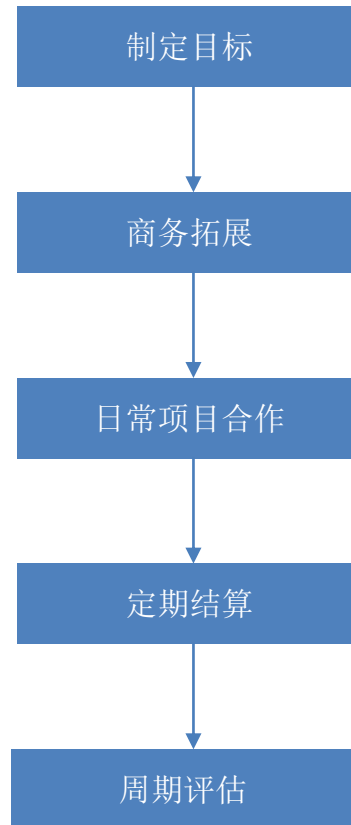 制定目标
商务拓展
日常项目合作
定期结算
周期评估